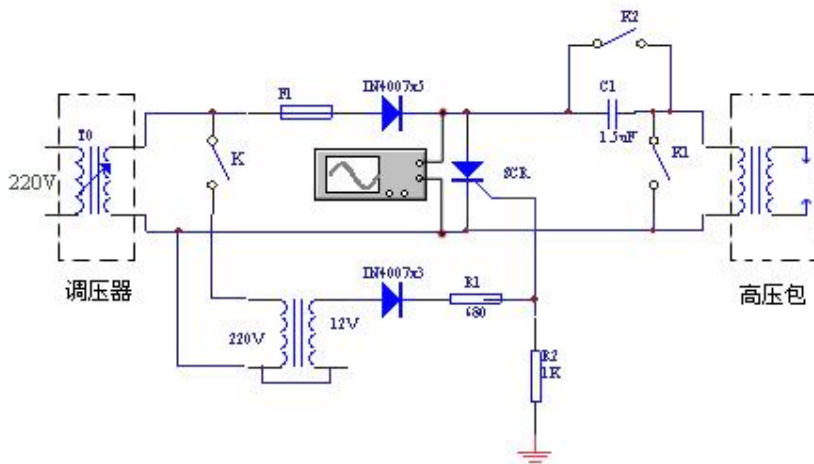 K2
IN4007x5
C1
F1
1.5uF
T0
K
K1
SCR
220V
IN4007x3
R1
调压器
680
高压包
220V
12V
R2
1K